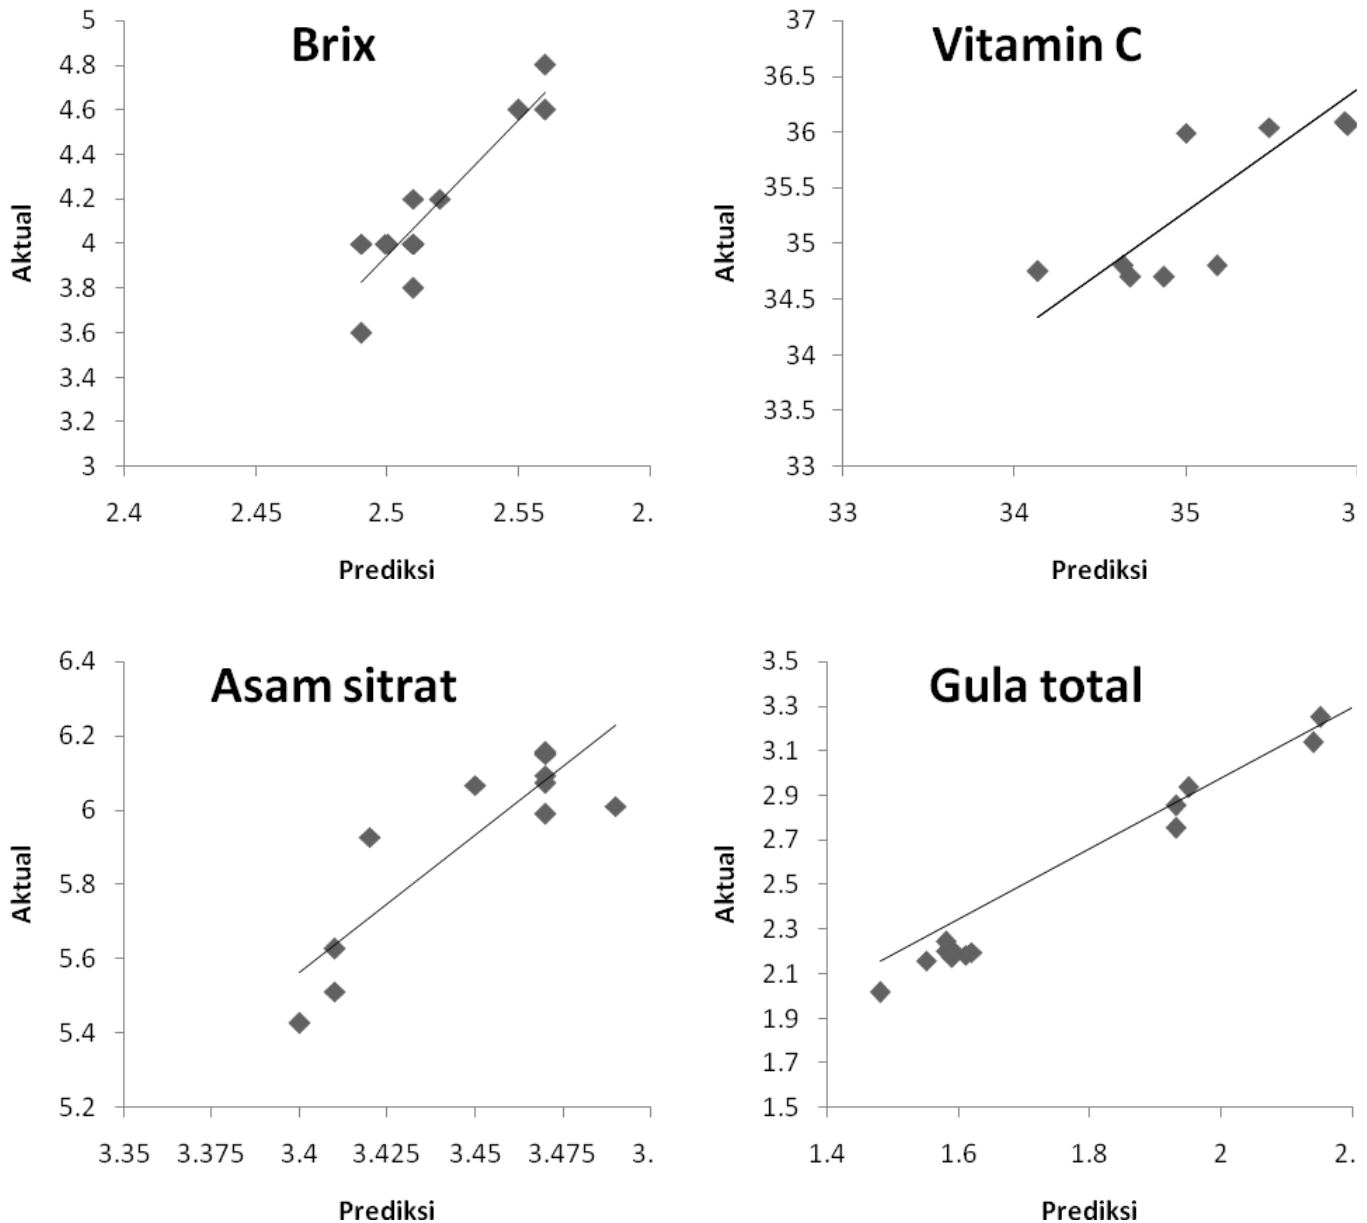 Brix
5
4.8
4.6
4.4
4.2
4
3.8
3.6
3.4
3.2
3
Aktual
2.4 2.45 2.5 2.55 2.
Prediksi
Vitamin C
37
36.5
36
35.5
35
34.5
34
33.5
33
Aktual
33 34 35 3
Prediksi
Asam sitrat
6.4
6.2
6
5.8
5.6
5.4
5.2
Aktual
3.35 3.375 3.4 3.425 3.45 3.475 3.
Prediksi
Gula total
3.5
3.3
3.1
2.9
2.7
2.5
2.3
2.1
1.9
1.7
1.5
Aktual
1.4 1.6 1.8 2 2.
Prediksi